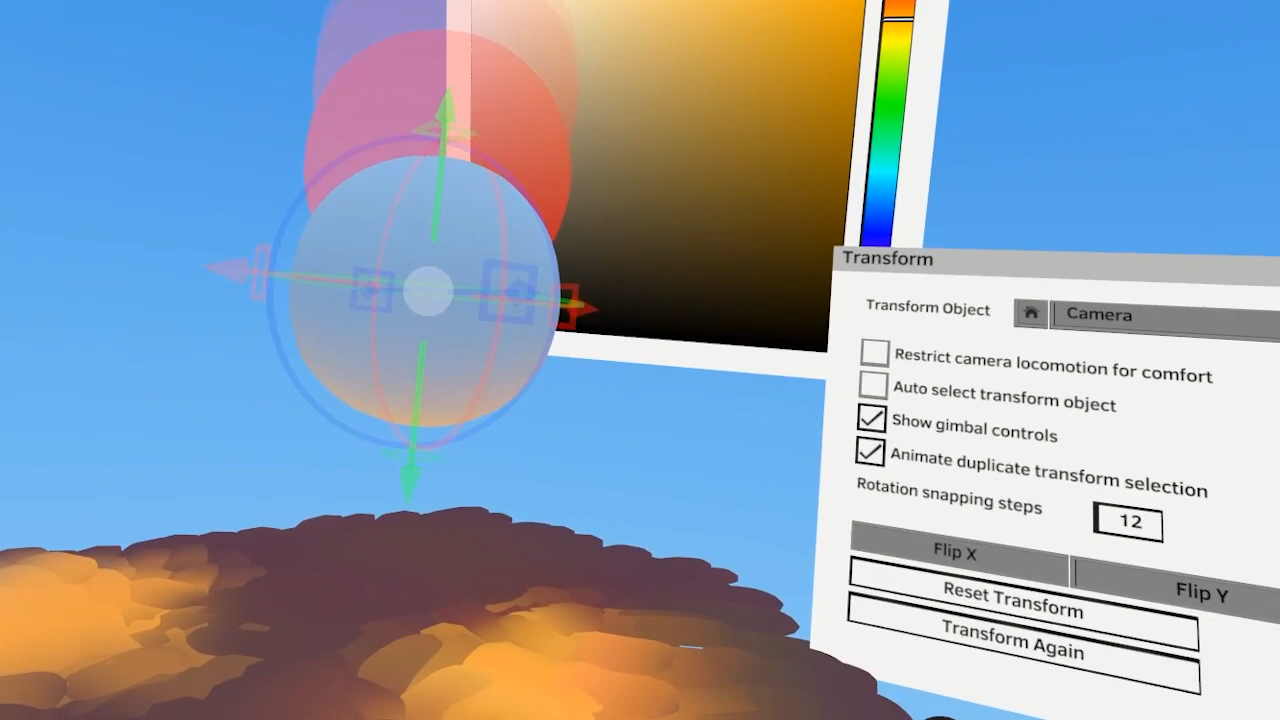 Transform
Transform Object
Camera
Restrict camera locomotion for comfort
Auto select transform object
Show gimbal controls
Animate duplicate transform selection
Rotation snapping steps
12
Flip X
Flip Y
Reset Transform
Transform Again